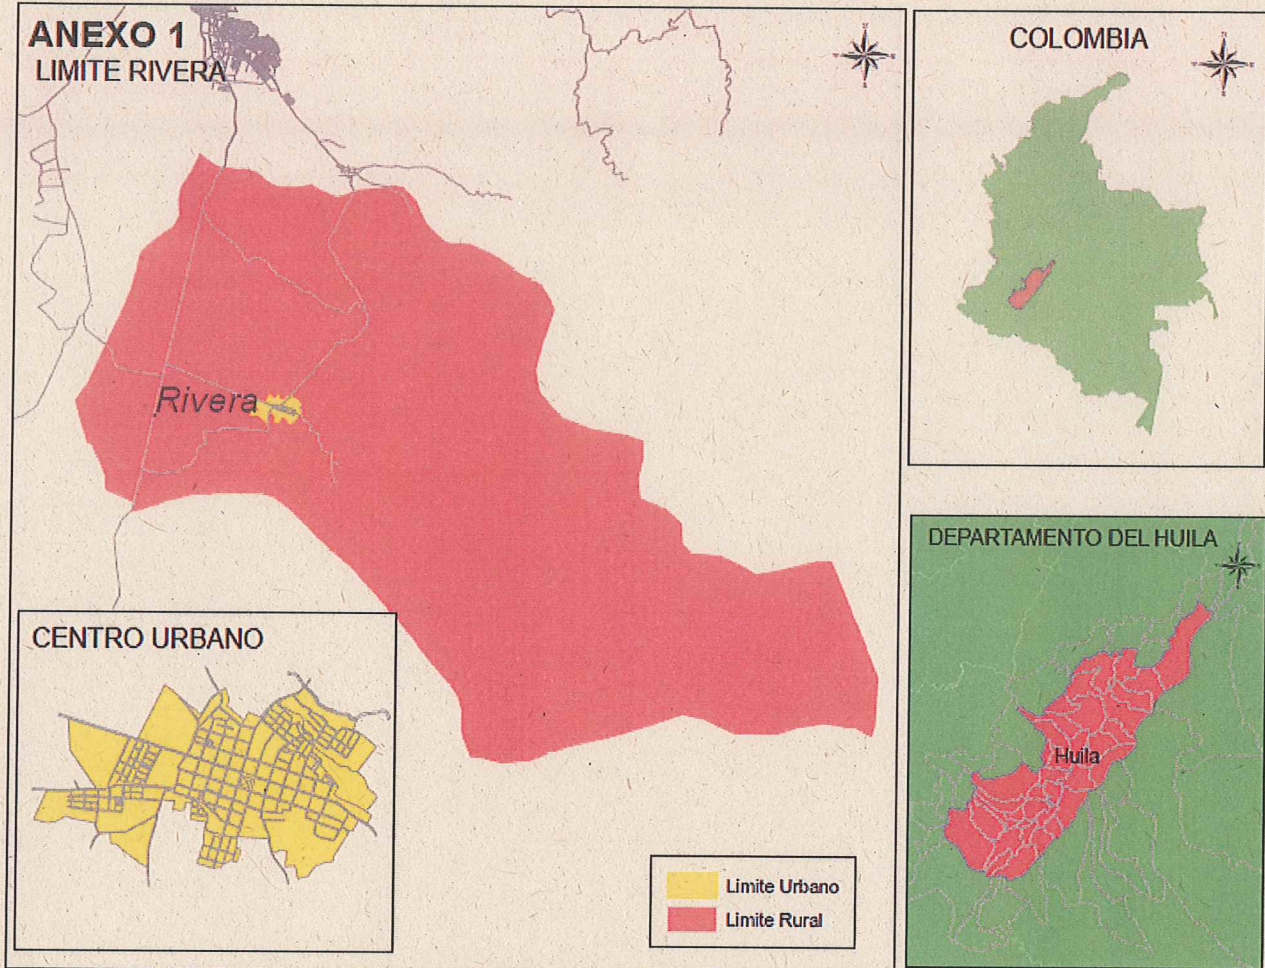 ANEXO 1
LIMITE RIVERA
Rivera
CENTRO URBANO
Limite Urbano
Limite Rural
COLOMBIA
DEPARTAMENTO DEL HUILA
Huila